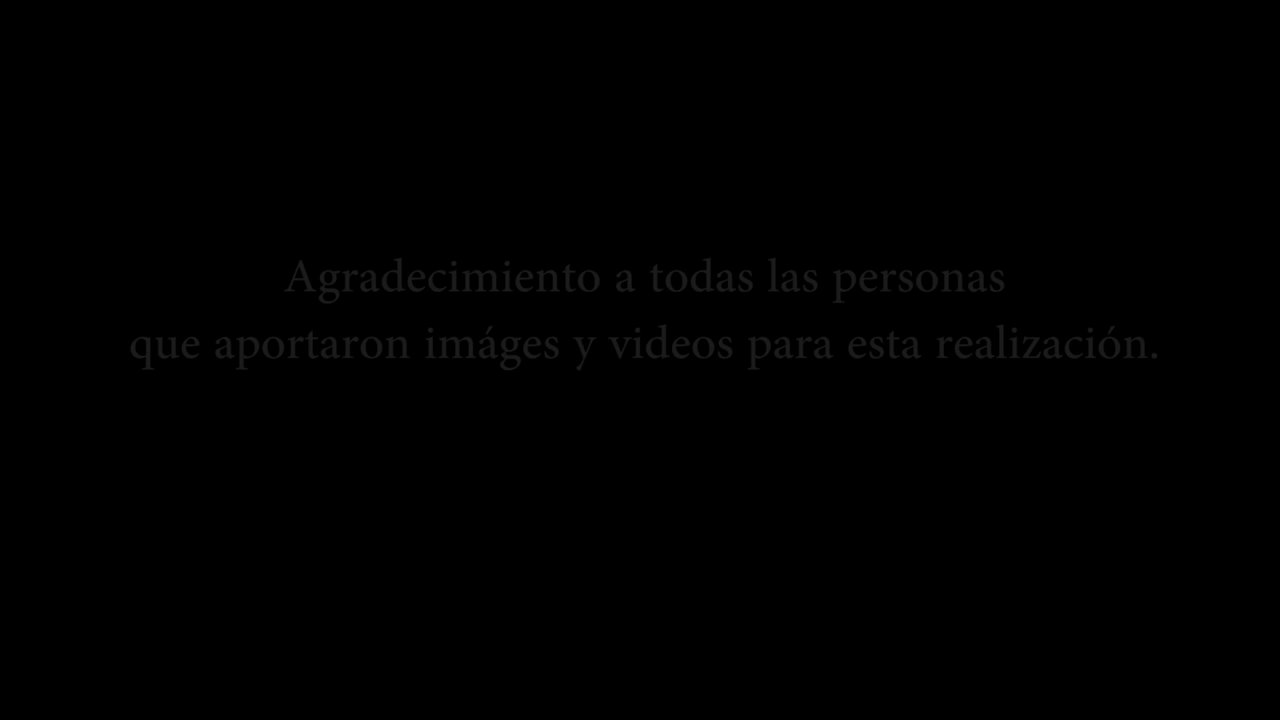 Agradecimiento a todas las personas
que aportaron imáges y videos para esta realización.